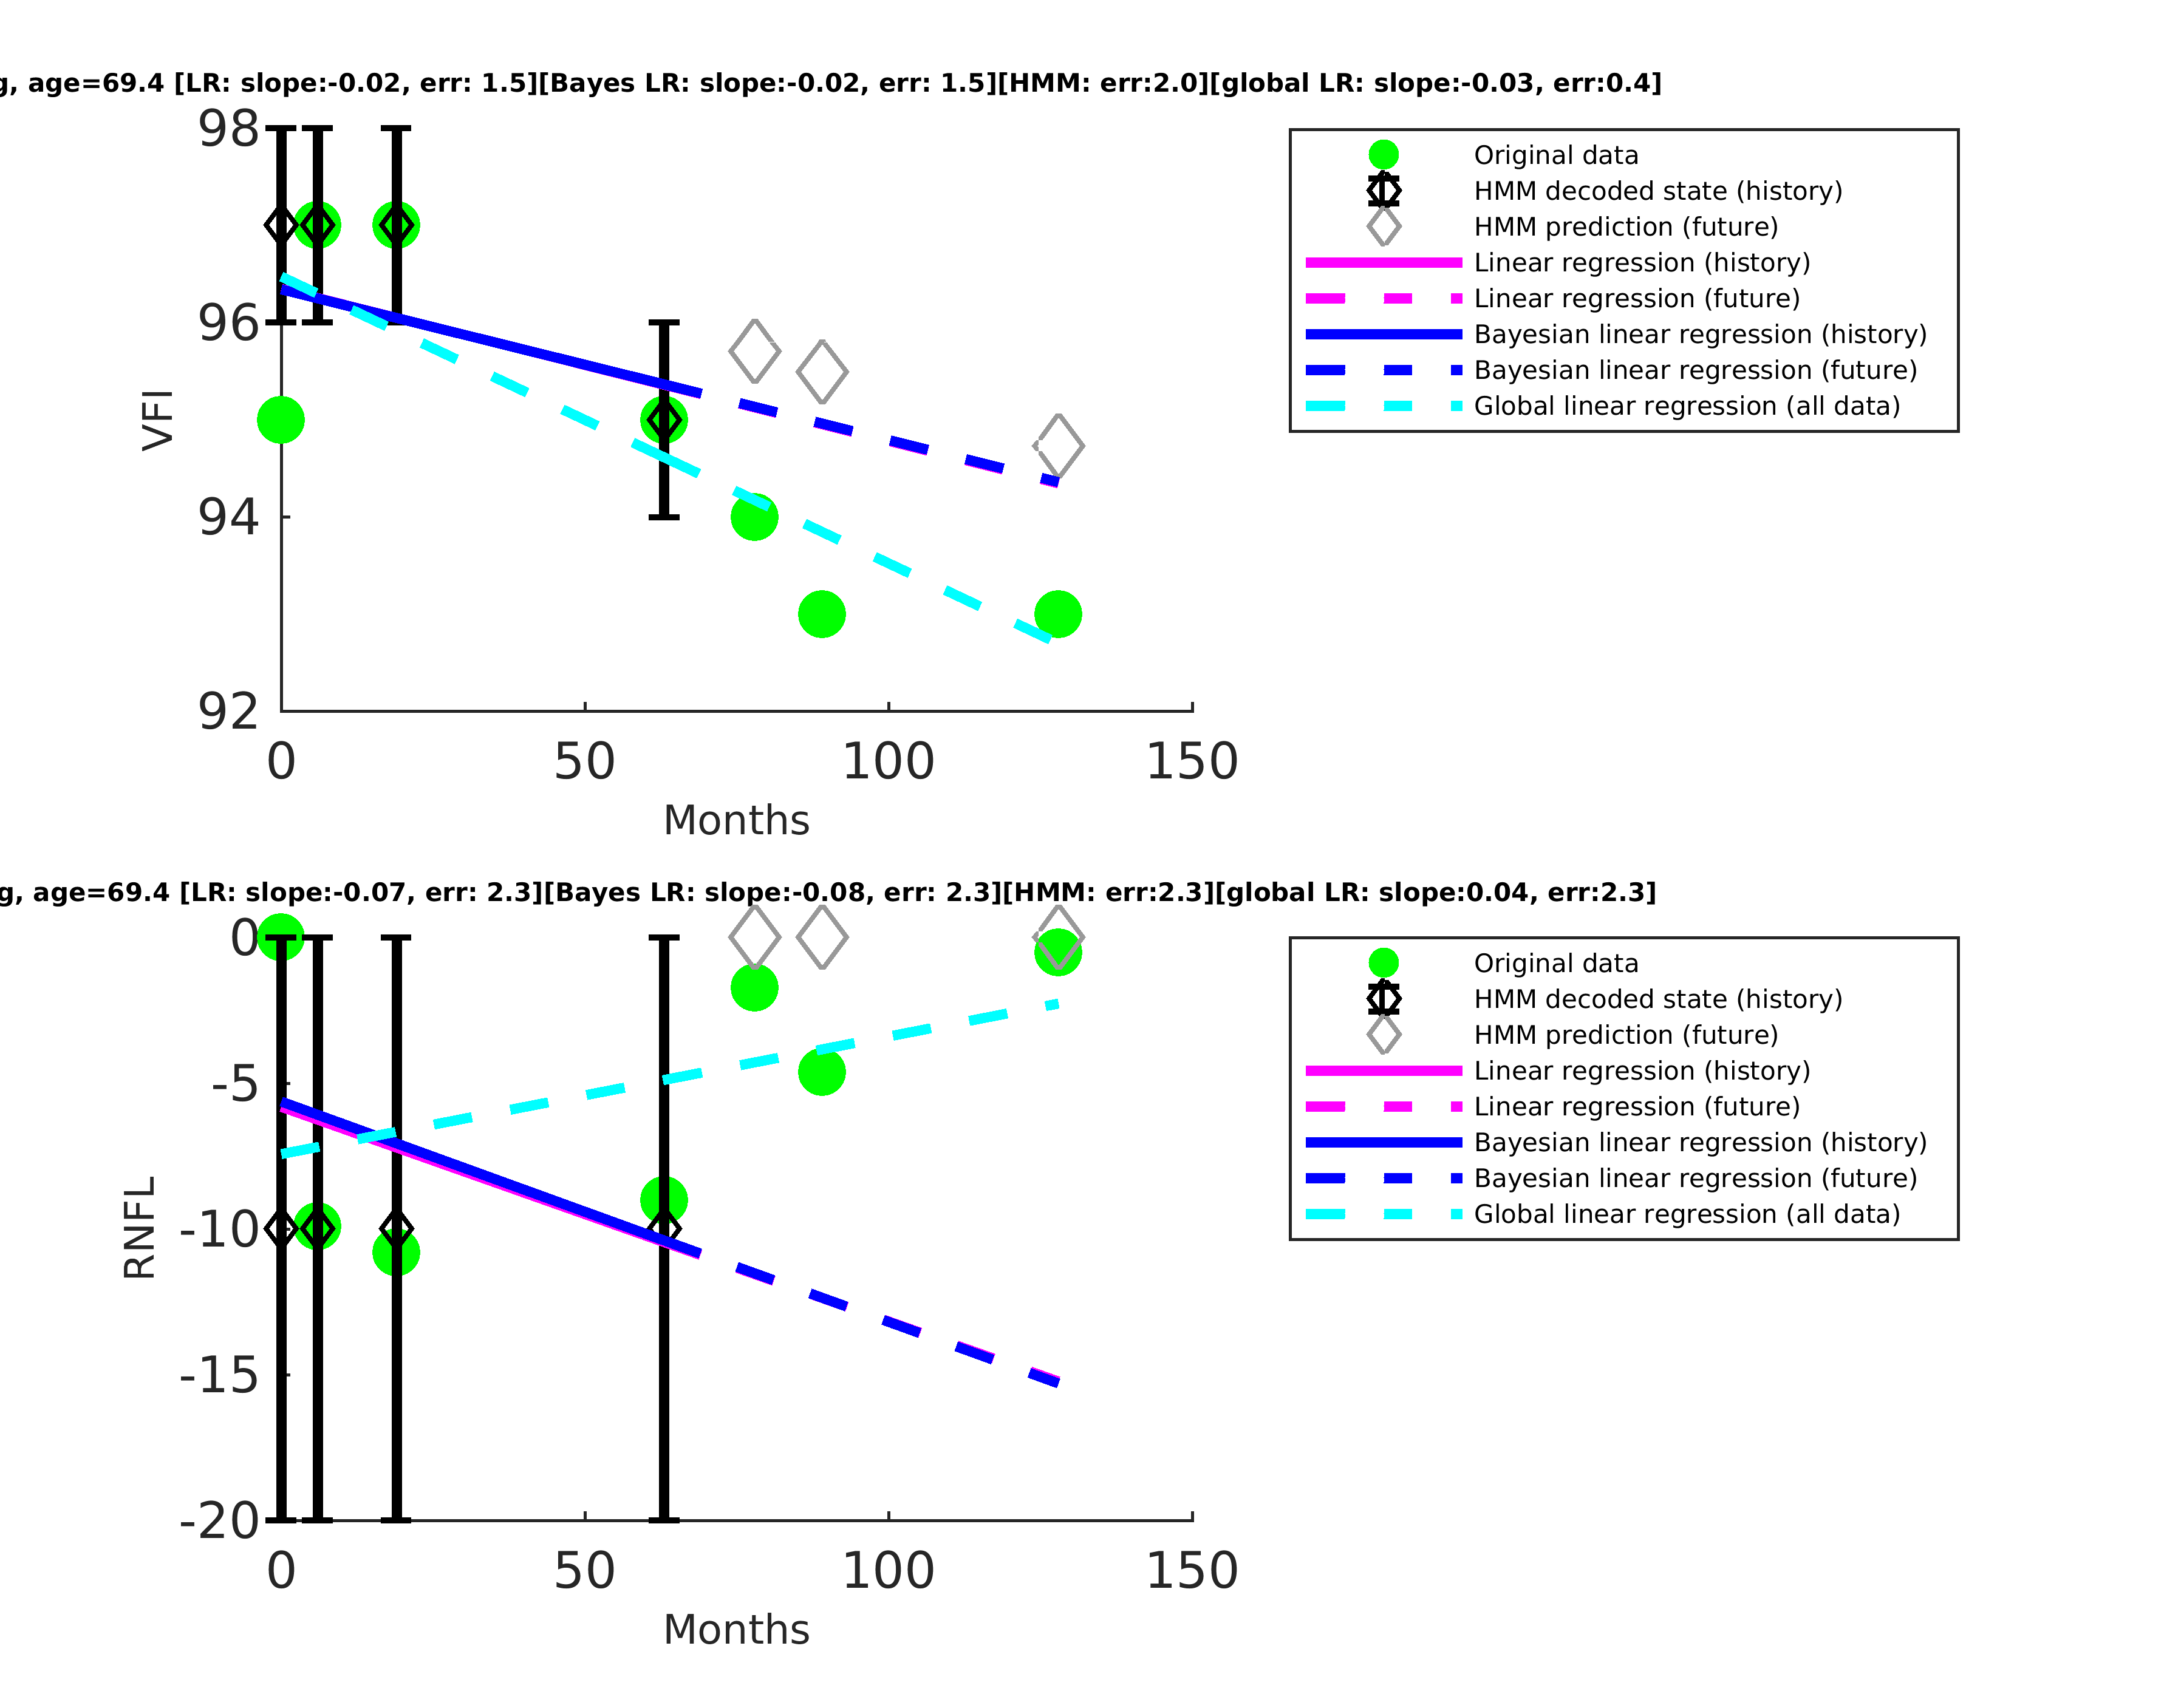 g, age=69.4 [LR: slope:-0.02, err: 1.5][Bayes LR: slope:-0.02, err: 1.5][HMM: err:2.0][global LR: slope:-0.03, err:0.4]
98
96
94
92
VFI
0 50 100 150
Months
Original data
HMM decoded state (history)
HMM prediction (future)
Linear regression (history)
Linear regression (future)
Bayesian linear regression (history)
Bayesian linear regression (future)
Global linear regression (all data)
g, age=69.4 [LR: slope:-0.07, err: 2.3][Bayes LR: slope:-0.08, err: 2.3][HMM: err:2.3][global LR: slope:0.04, err:2.3]
0
-5
-10
-15
-20
RNFL
0 50 100 150
Months
Original data
HMM decoded state (history)
HMM prediction (future)
Linear regression (history)
Linear regression (future)
Bayesian linear regression (history)
Bayesian linear regression (future)
Global linear regression (all data)